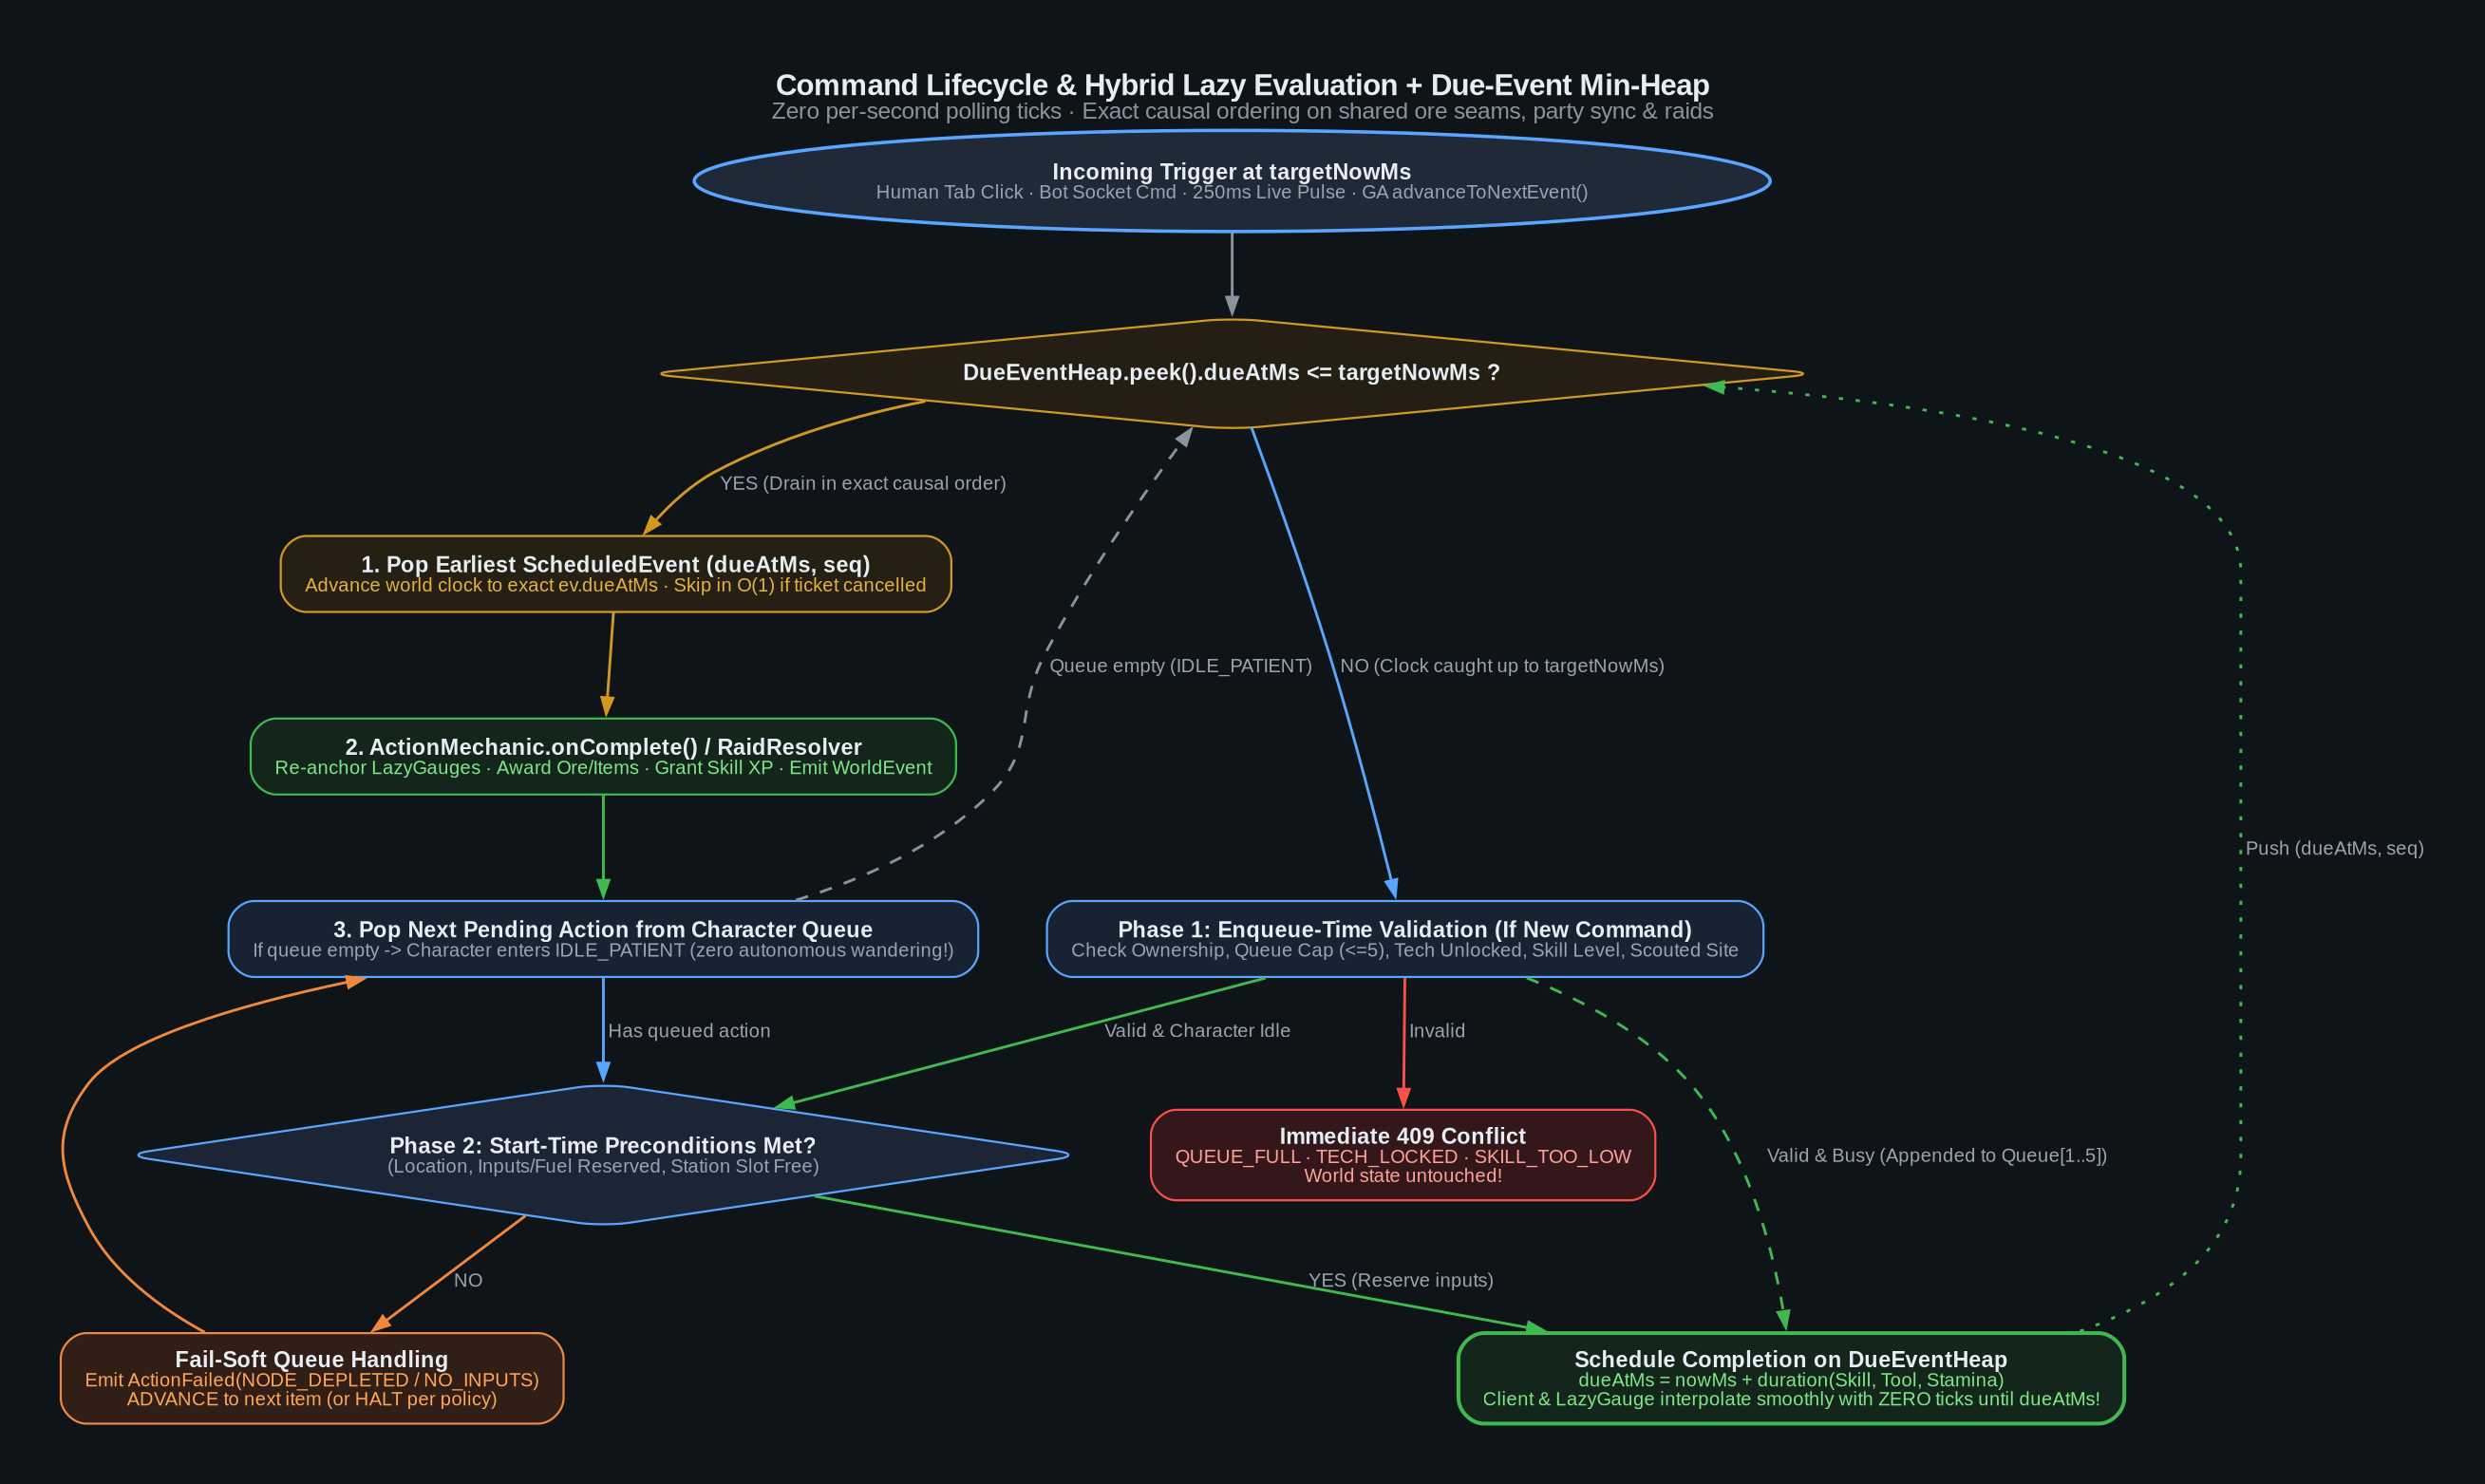 Command Lifecycle & Hybrid Lazy Evaluation + Due-Event Min-Heap
Zero per-second polling ticks · Exact causal ordering on shared ore seams, party sync & raids
Incoming Trigger at targetNowMs
Human Tab Click · Bot Socket Cmd · 250ms Live Pulse · GA advanceToNextEvent()
DueEventHeap.peek().dueAtMs <= targetNowMs ?
YES (Drain in exact causal order)
1. Pop Earliest ScheduledEvent (dueAtMs, seq)
Advance world clock to exact ev.dueAtMs · Skip in O(1) if ticket cancelled
Queue empty (IDLE_PATIENT)
NO (Clock caught up to targetNowMs)
2. ActionMechanic.onComplete() / RaidResolver
Re-anchor LazyGauges · Award Ore/Items · Grant Skill XP · Emit WorldEvent
Push (dueAtMs, seq)
3. Pop Next Pending Action from Character Queue
If queue empty -> Character enters IDLE_PATIENT (zero autonomous wandering!)
Phase 1: Enqueue-Time Validation (If New Command)
Check Ownership, Queue Cap (<=5), Tech Unlocked, Skill Level, Scouted Site
Has queued action
Valid & Character Idle
Invalid
Phase 2: Start-Time Preconditions Met?
(Location, Inputs/Fuel Reserved, Station Slot Free)
Immediate 409 Conflict
QUEUE_FULL · TECH_LOCKED · SKILL_TOO_LOW
World state untouched!
Valid & Busy (Appended to Queue[1..5])
NO
YES (Reserve inputs)
Fail-Soft Queue Handling
Emit ActionFailed(NODE_DEPLETED / NO_INPUTS)
ADVANCE to next item (or HALT per policy)
Schedule Completion on DueEventHeap
dueAtMs = nowMs + duration(Skill, Tool, Stamina)
Client & LazyGauge interpolate smoothly with ZERO ticks until dueAtMs!